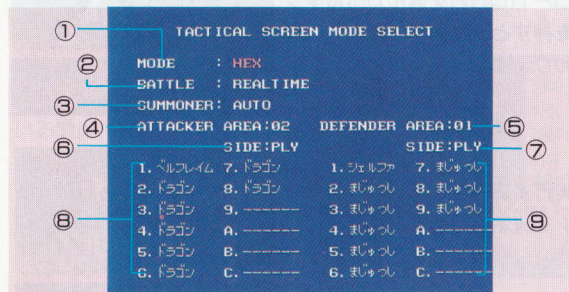 TACTICAL SCREEN MODE SELECT
①
MODE : HEX
②
BATTLE : REALTIME
③
SUMMONER: AUTO
④ ATTACKER AREA:02 DEFENDER AREA:01 ⑤
⑥ SIDE:PLY SIDE:PLY ⑦
1. ベルフレイム 7. ドラゴン 1. シェルファ 7. まじゅつし
2. ドラゴン 8. ドラゴン 2. まじゅつし 8. まじゅつし
⑧ 3. ドラゴン 9. ------ 3. まじゅつし 9. まじゅつし ⑨
4. ドラゴン A. ------ 4. まじゅつし A. ------
5. ドラゴン B. ------ 5. まじゅつし B. ------
6. ドラゴン C. ------ 6. まじゅつし C. ------